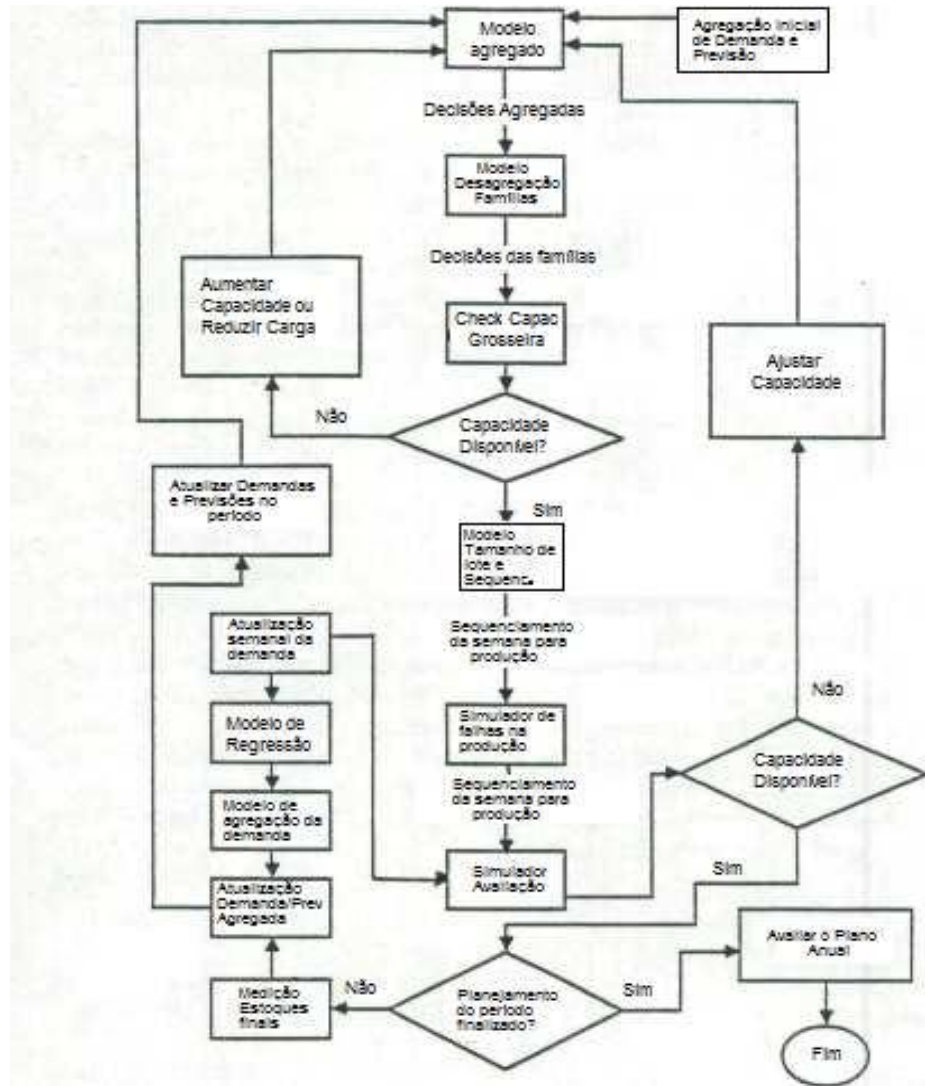 Modelo
agregado
Agregação Inicial
de Demanda e
Previsão
Decisões Agregadas
Modelo
Desagregação
Famílias
Decisões das famílias
Aumentar
Capacidade ou
Reduzir Carga
Check Capac
Grosseira
Ajustar
Capacidade
Não
Capacidade
Disponível?
Atualizar Demandas
e Previsões no
período
Sim
Modelo
Tamanho de
lote e
Sequenc.
Atualização
semanal da
demanda
Sequenciamento
da semana para
produção
Não
Modelo de
Regressão
Simulador de
falhas na
produção
Capacidade
Disponível?
Sequenciamento
da semana para
produção
Modelo de
agregação da
demanda
Simulador
Avaliação
Sim
Atualização
Demanda/Prev
Agregada
Avaliar o Plano
Anual
Medição
Estoques
finais
Não
Planejamento
do período
finalizado?
Sim
Fim